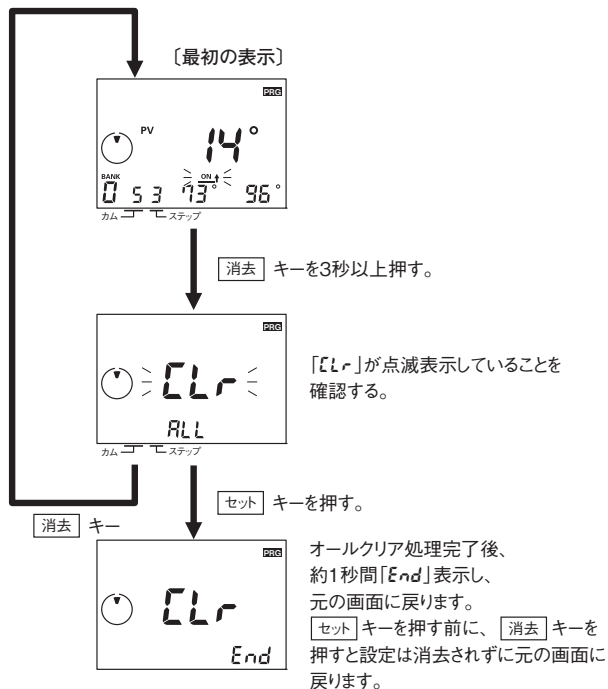 〔最初の表示〕
PRG
PV
14°
BANK
ON
0 5 3 73° 96°
カム ステップ
消去 キーを3秒以上押す。
PRG
CLr
ALL
カム ステップ
「CLr」が点滅表示していることを
確認する。
消去 キー
セット キーを押す。
PRG
CLr
End
オールクリア処理完了後、
約1秒間「End」表示し、
元の画面に戻ります。
セット キーを押す前に、 消去 キーを
押すと設定は消去されずに元の画面に
戻ります。